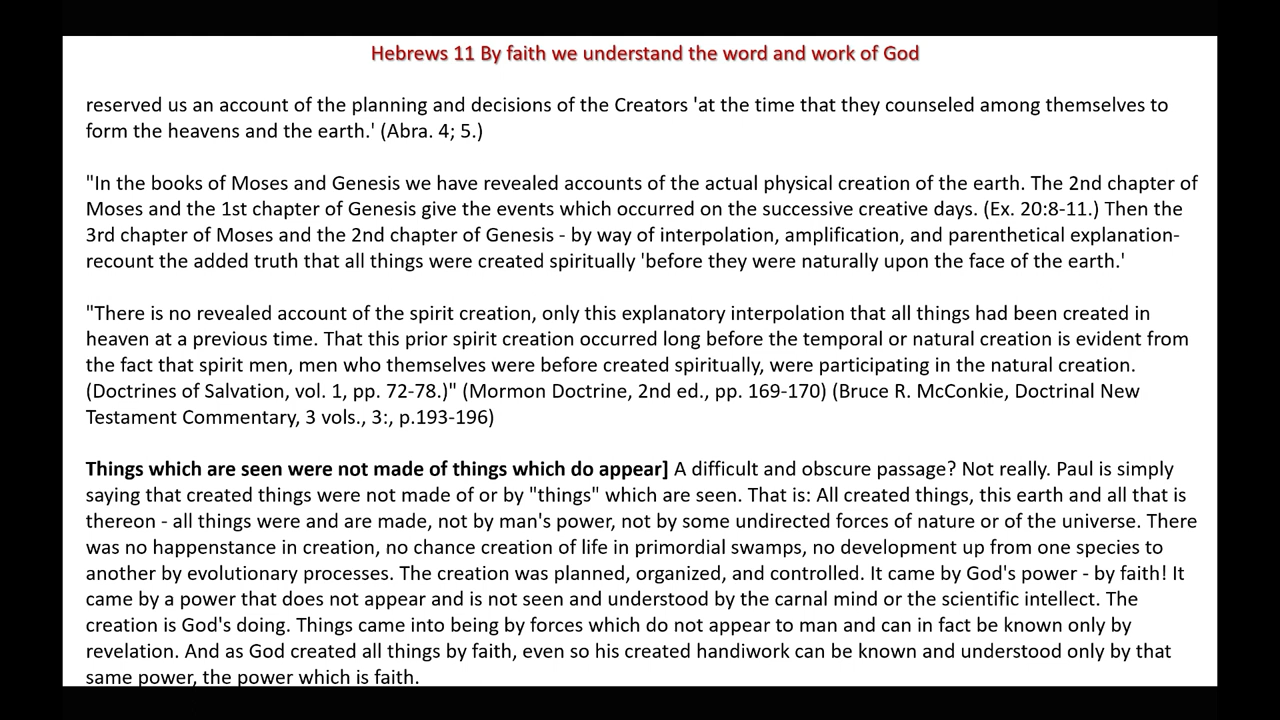 Hebrews 11 By faith we understand the word and work of God
reserved us an account of the planning and decisions of the Creators 'at the time that they counseled among themselves to
form the heavens and the earth.' (Abra. 4; 5.)
"In the books of Moses and Genesis we have revealed accounts of the actual physical creation of the earth. The 2nd chapter of
Moses and the 1st chapter of Genesis give the events which occurred on the successive creative days. (Ex. 20:8-11.) Then the
3rd chapter of Moses and the 2nd chapter of Genesis - by way of interpolation, amplification, and parenthetical explanation-
recount the added truth that all things were created spiritually 'before they were naturally upon the face of the earth.'
"There is no revealed account of the spirit creation, only this explanatory interpolation that all things had been created in
heaven at a previous time. That this prior spirit creation occurred long before the temporal or natural creation is evident from
the fact that spirit men, men who themselves were before created spiritually, were participating in the natural creation.
(Doctrines of Salvation, vol. 1, pp. 72-78.)" (Mormon Doctrine, 2nd ed., pp. 169-170) (Bruce R. McConkie, Doctrinal New
Testament Commentary, 3 vols., 3:, p.193-196)
Things which are seen were not made of things which do appear] A difficult and obscure passage? Not really. Paul is simply
saying that created things were not made of or by "things" which are seen. That is: All created things, this earth and all that is
thereon - all things were and are made, not by man's power, not by some undirected forces of nature or of the universe. There
was no happenstance in creation, no chance creation of life in primordial swamps, no development up from one species to
another by evolutionary processes. The creation was planned, organized, and controlled. It came by God's power - by faith! It
came by a power that does not appear and is not seen and understood by the carnal mind or the scientific intellect. The
creation is God's doing. Things came into being by forces which do not appear to man and can in fact be known only by
revelation. And as God created all things by faith, even so his created handiwork can be known and understood only by that
same power, the power which is faith.